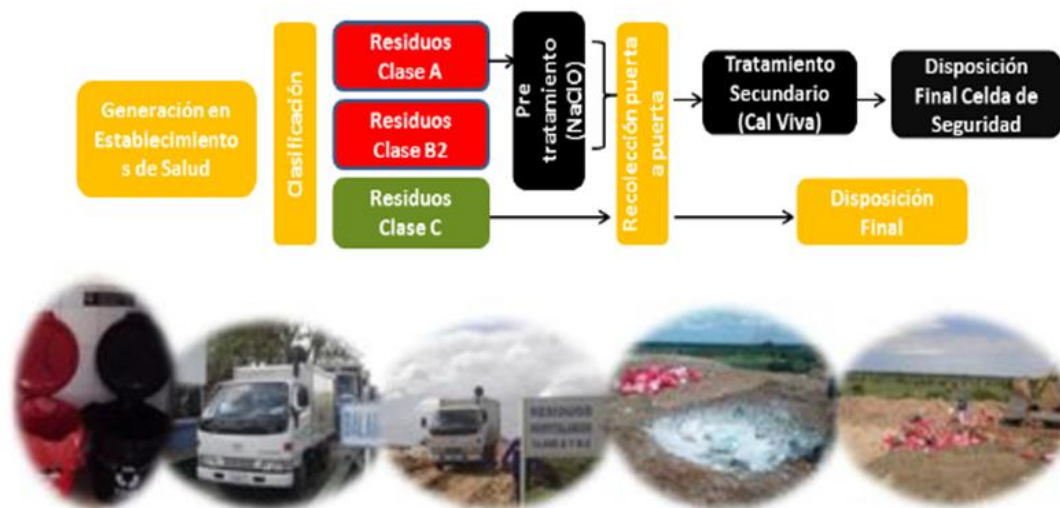 Generación en
Establecimiento
s de Salud
Clasificación
Residuos
Clase A
Residuos
Clase B2
Residuos
Clase C
Pre
tratamiento
(NaClO)
Recolección puerta
a puerta
Tratamiento
Secundario
(Cal Viva)
Disposición
Final Celda de
Seguridad
Disposición
Final
RESIDUOS